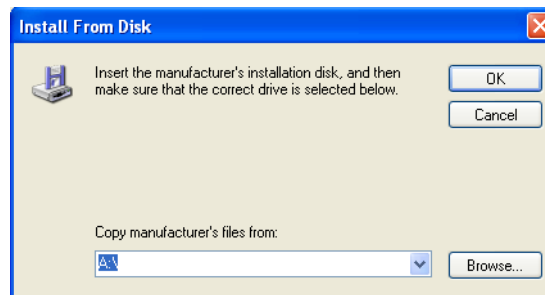 Install From Disk
Insert the manufacturer's installation disk, and then
make sure that the correct drive is selected below.
OK
Cancel
Copy manufacturer's files from:
A:\
Browse...